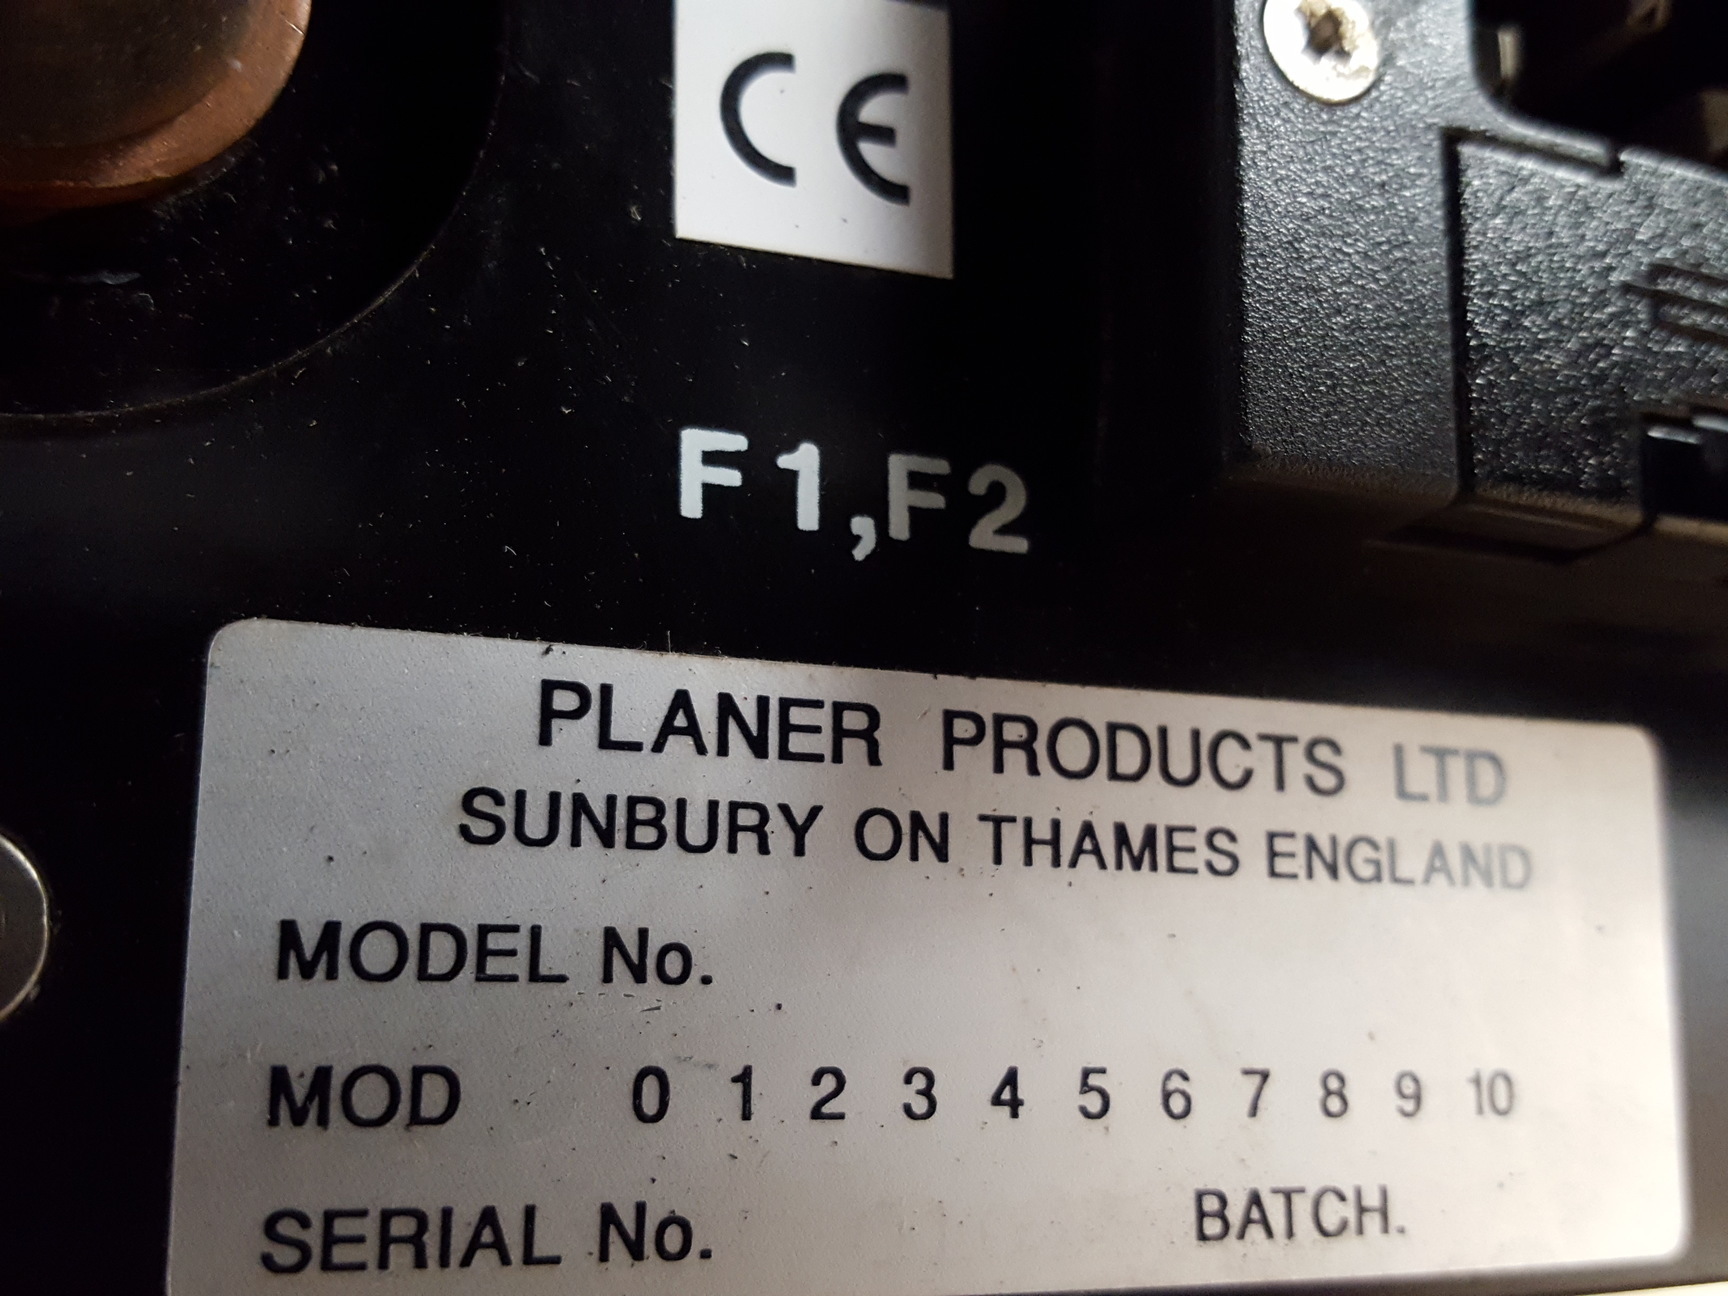 CE
F1,F2
PLANER PRODUCTS LTD
SUNBURY ON THAMES ENGLAND
MODEL No.
MOD 0 1 2 3 4 5 6 7 8 9 10
SERIAL No. BATCH.